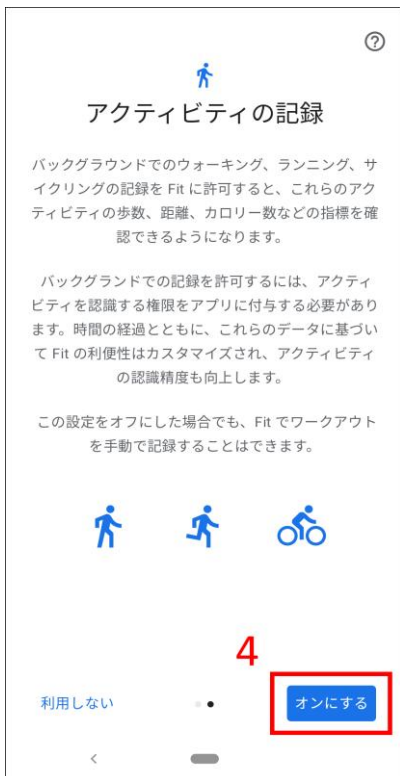 アクティビティの記録
バックグラウンドでのウォーキング、ランニング、サ
イクリングの記録を Fit に許可すると、これらのアク
ティビティの歩数、距離、カロリー数などの指標を確
認できるようになります。
バックグランドでの記録を許可するには、アクティ
ビティを認識する権限をアプリに付与する必要があり
ます。時間の経過とともに、これらのデータに基づい
て Fit の利便性はカスタマイズされ、アクティビティ
の認識精度も向上します。
この設定をオフにした場合でも、Fit でワークアウト
を手動で記録することはできます。
4
利用しない
オンにする